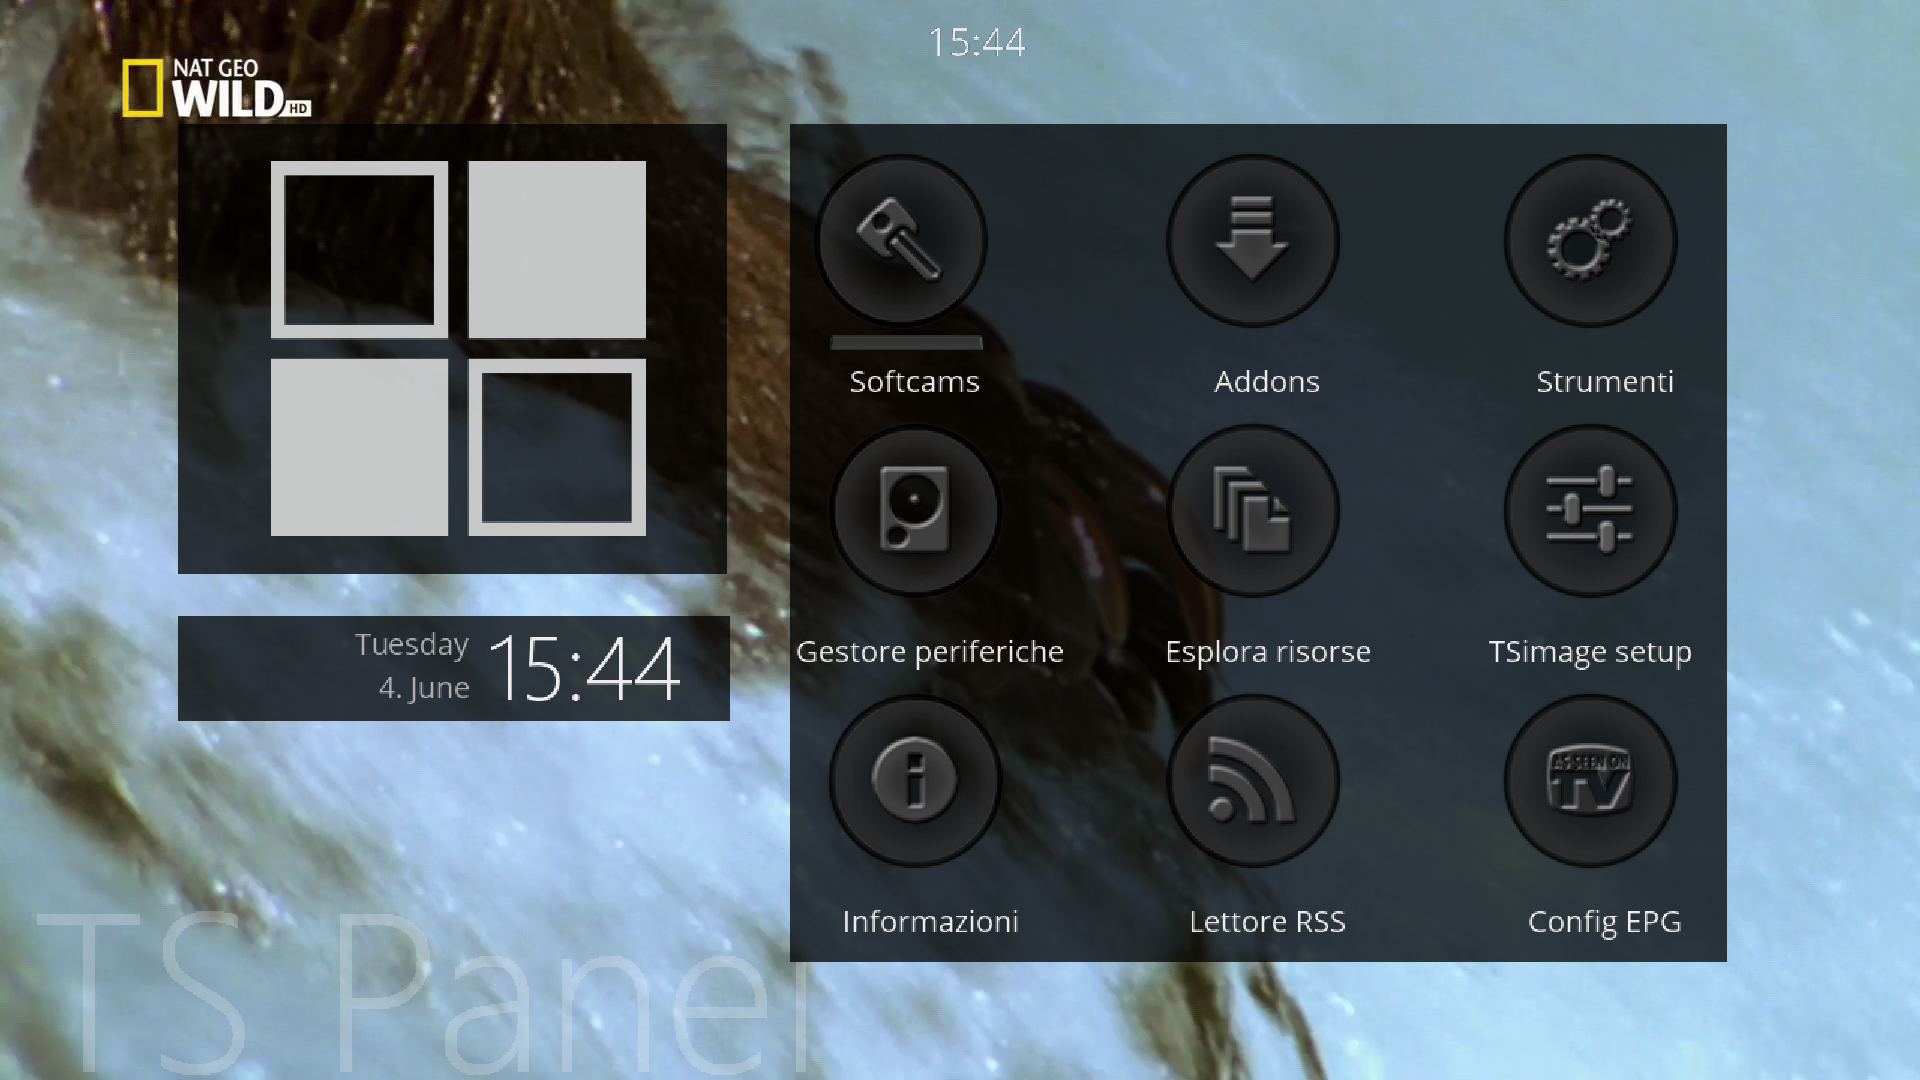 15:44
NAT GEO
WILD HD
Softcams
Addons
Strumenti
Tuesday
4. June
15:44
Gestore periferiche
Esplora risorse
TSimage setup
AS SEEN ON
TV
Informazioni
Lettore RSS
Config EPG
TS Panel